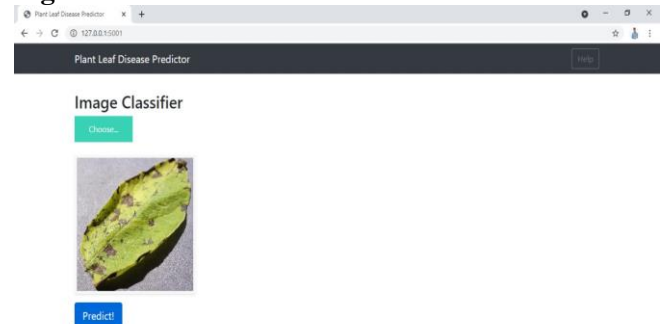 Plant Leaf Disease Predictor × +
127.0.0.1:5001
Plant Leaf Disease Predictor Help
Image Classifier
Choose...
Predict!